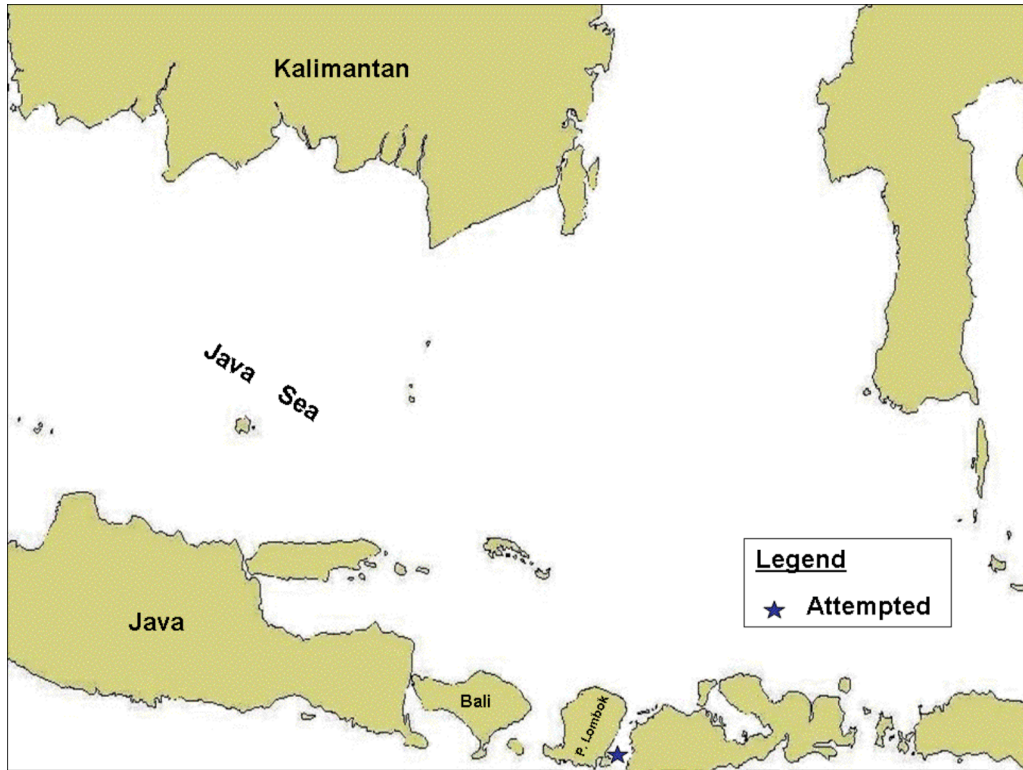 Kalimantan
Java Sea
Legend
Attempted
Java
Bali
P. Lombok